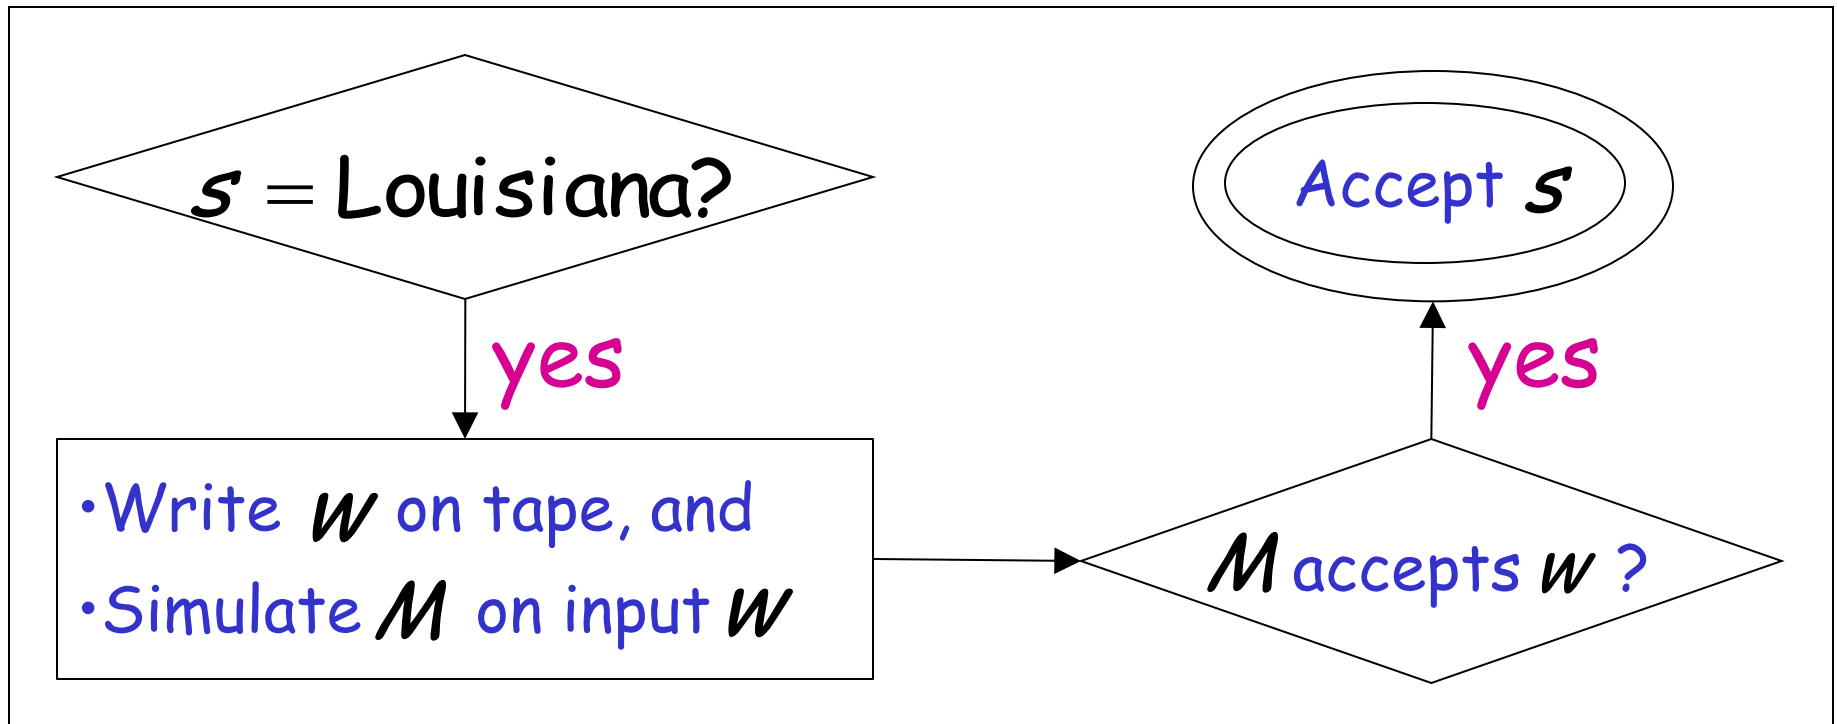 s = Louisiana?
yes
•Write w on tape, and
•Simulate M on input w
M accepts w ?
yes
Accept s